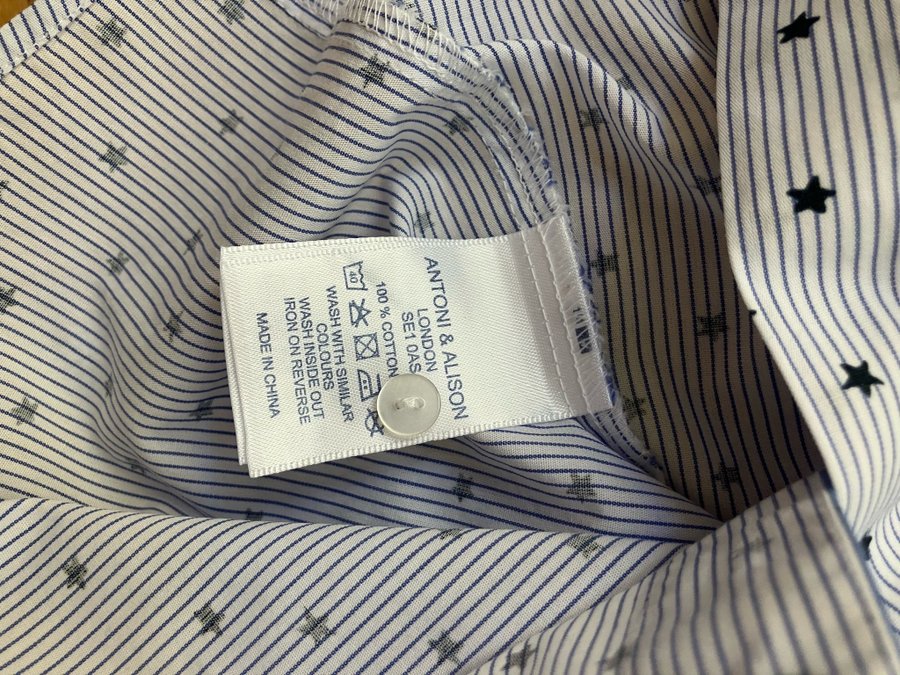 ANTONI & ALISON
LONDON
SE1 0AS
100 % COTTON
40
WASH WITH SIMILAR
COLOURS
WASH INSIDE OUT
IRON ON REVERSE
MADE IN CHINA